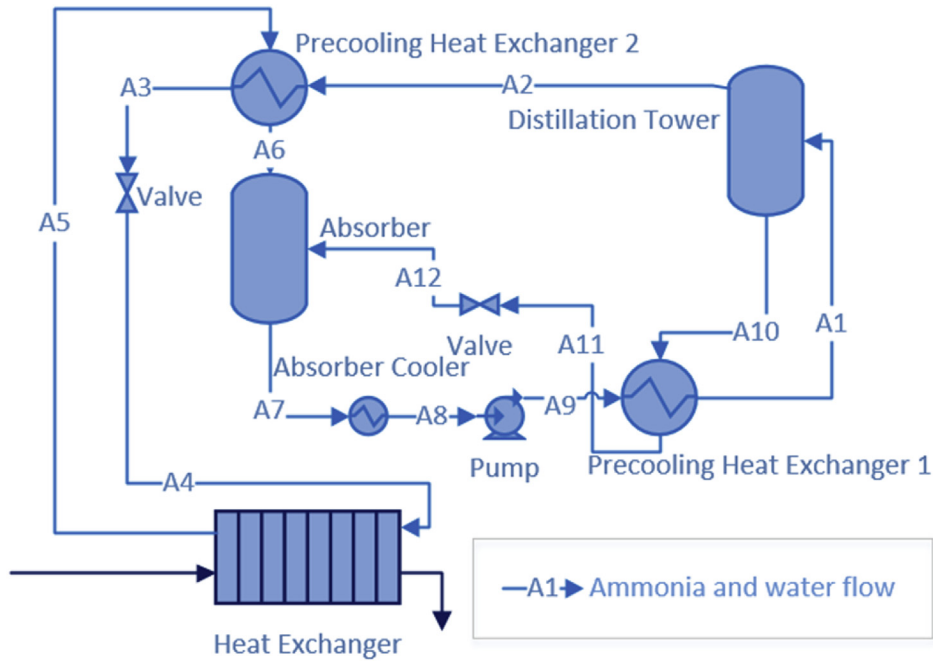 Precooling Heat Exchanger 2
A3
A2
Distillation Tower
A6
Valve
A5
Absorber
A12
Valve
A11
A10
A1
Absorber Cooler
A7
A8
A9
Pump
Precooling Heat Exchanger 1
A4
A1 Ammonia and water flow
Heat Exchanger